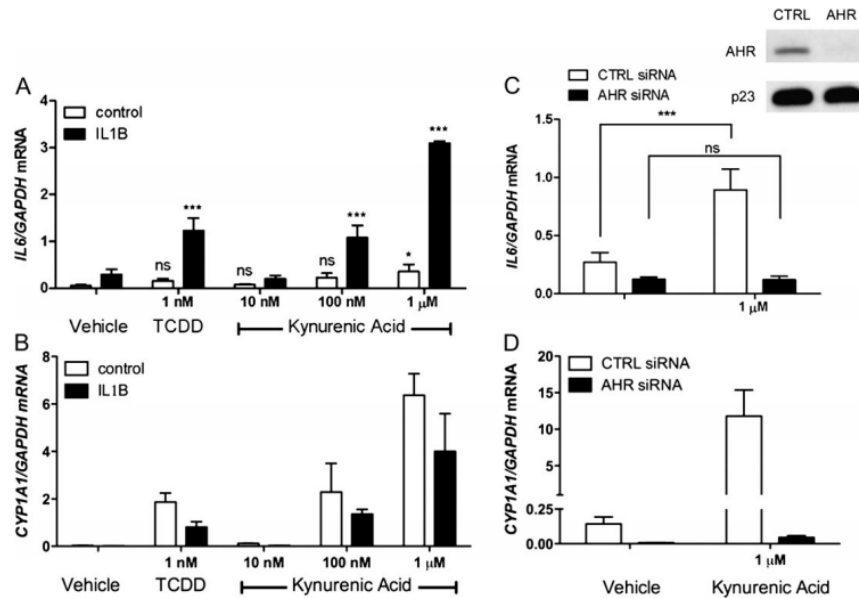 CTRL AHR
AHR
p23
A
control
IL1B
IL6/GAPDH mRNA
4
3
2
1
0
ns
***
ns
ns
***
*
***
1 nM
10 nM
100 nM
1 μM
Vehicle
TCDD
Kynurenic Acid
B
control
IL1B
CYP1A1/GAPDH mRNA
8
6
4
2
0
1 nM
10 nM
100 nM
1 μM
Vehicle
TCDD
Kynurenic Acid
C
CTRL siRNA
AHR siRNA
IL6/GAPDH mRNA
1.5
1.0
0.5
0.0
***
ns
1 μM
D
CTRL siRNA
AHR siRNA
CYP1A1/GAPDH mRNA
20
15
10
5
0.25
0.00
1 μM
Vehicle
Kynurenic Acid